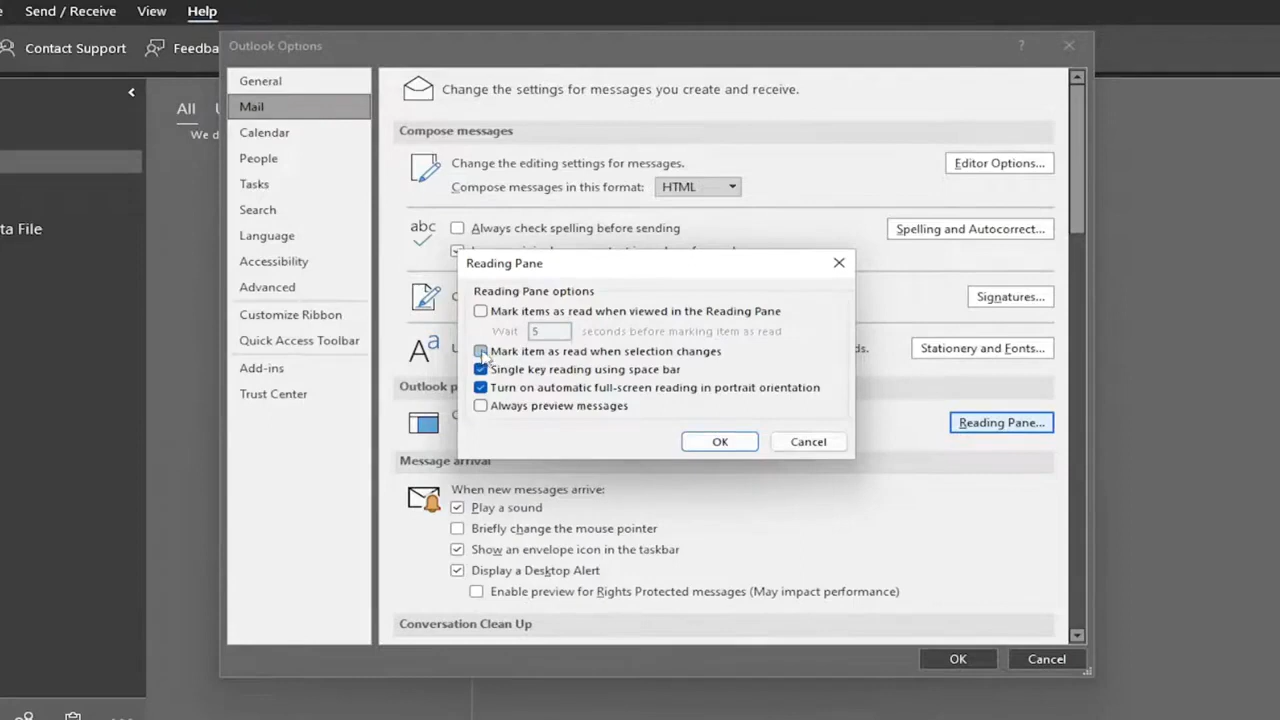 Send / Receive View Help
Contact Support
Outlook Options
General
Mail
Calendar
People
Tasks
Search
Language
Accessibility
Advanced
Customize Ribbon
Quick Access Toolbar
Add-ins
Trust Center
All
We d
ta File
Change the settings for messages you create and receive.
Compose messages
Change the editing settings for messages.
Editor Options...
Compose messages in this format: HTML
abc
Always check spelling before sending
Spelling and Autocorrect...
Signatures...
Stationery and Fonts...
ds.
Reading Pane
Reading Pane options
Mark items as read when viewed in the Reading Pane
Wait 5 seconds before marking item as read
Mark item as read when selection changes
Single key reading using space bar
Turn on automatic full-screen reading in portrait orientation
Always preview messages
OK Cancel
Outlook p
Reading Pane...
Message arrival
When new messages arrive:
Play a sound
Briefly change the mouse pointer
Show an envelope icon in the taskbar
Display a Desktop Alert
Enable preview for Rights Protected messages (May impact performance)
Conversation Clean Up
OK Cancel